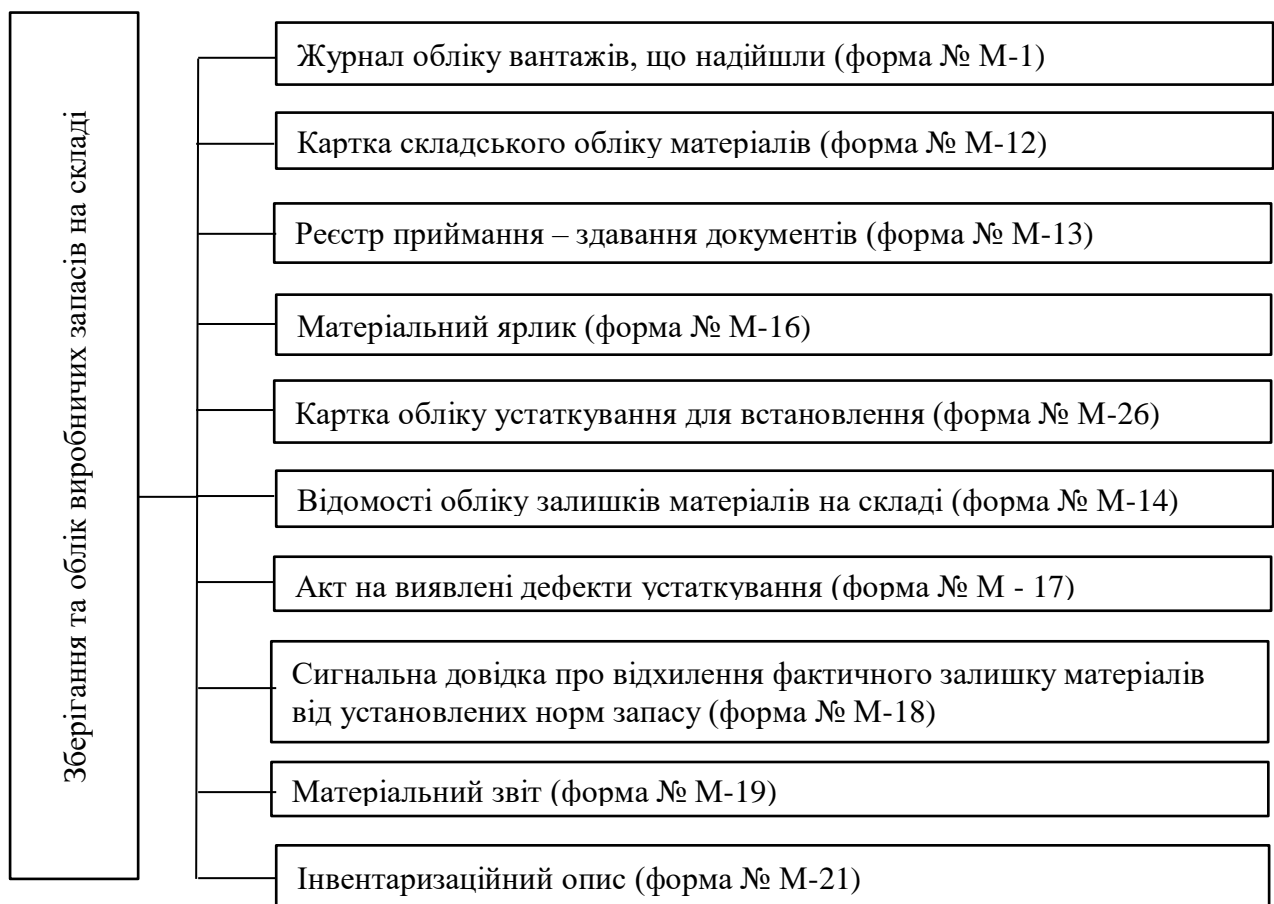 Зберігання та облік виробничих запасів на складі
Журнал обліку вантажів, що надійшли (форма № М-1)
Картка складського обліку матеріалів (форма № М-12)
Реєстр приймання – здавання документів (форма № М-13)
Матеріальний ярлик (форма № М-16)
Картка обліку устаткування для встановлення (форма № М-26)
Відомості обліку залишків матеріалів на складі (форма № М-14)
Акт на виявлені дефекти устаткування (форма № М - 17)
Сигнальна довідка про відхилення фактичного залишку матеріалів
від установлених норм запасу (форма № М-18)
Матеріальний звіт (форма № М-19)
Інвентаризаційний опис (форма № М-21)